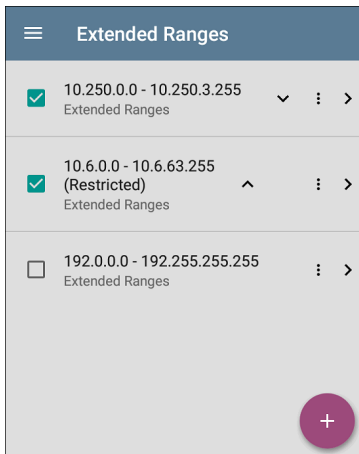 Extended Ranges
10.250.0.0 - 10.250.3.255
Extended Ranges
10.6.0.0 - 10.6.63.255
(Restricted)
Extended Ranges
192.0.0.0 - 192.255.255.255
Extended Ranges